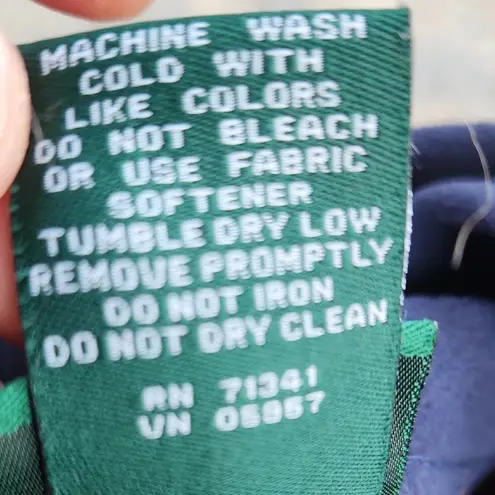 MACHINE WASH
COLD WITH
LIKE COLORS
DO NOT BLEACH
OR USE FABRIC
SOFTENER
TUMBLE DRY LOW
REMOVE PROMPTLY
DO NOT IRON
DO NOT DRY CLEAN
RN 71341
VN 05957